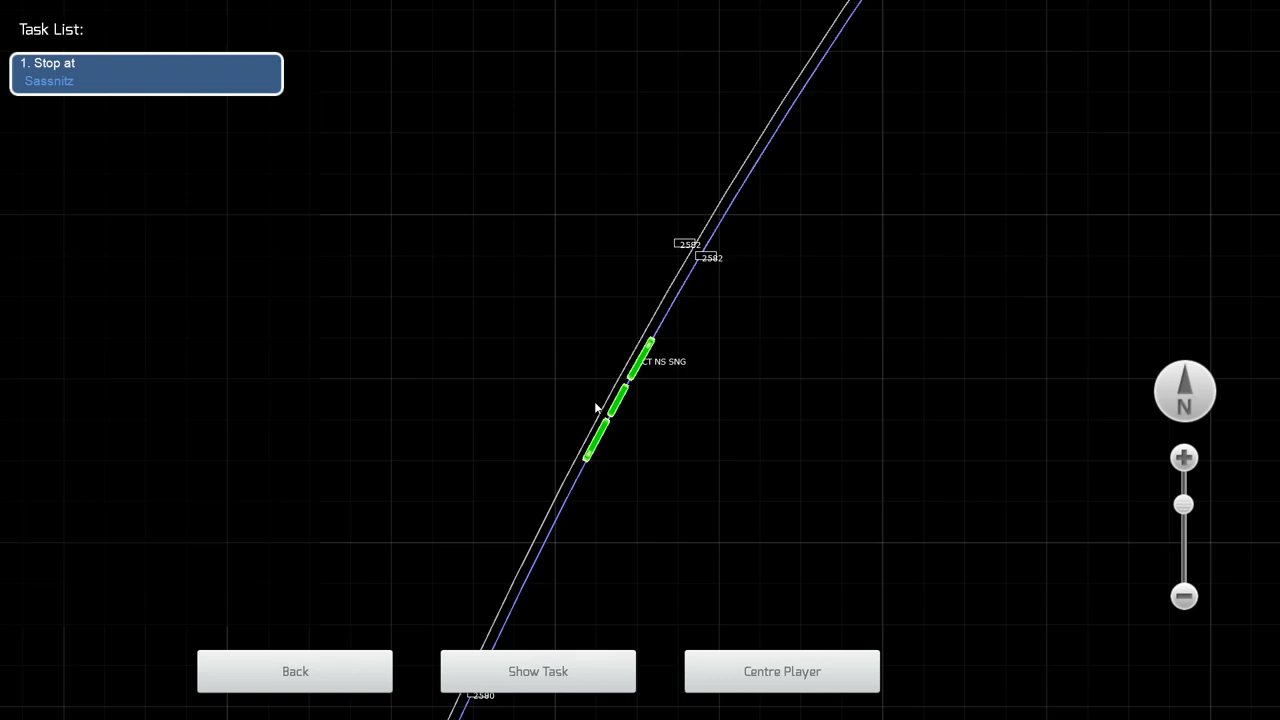 Task List:
1. Stop at
Sassnitz
2582
2582
CT NS SNG
N
Back
Show Task
Centre Player
2580